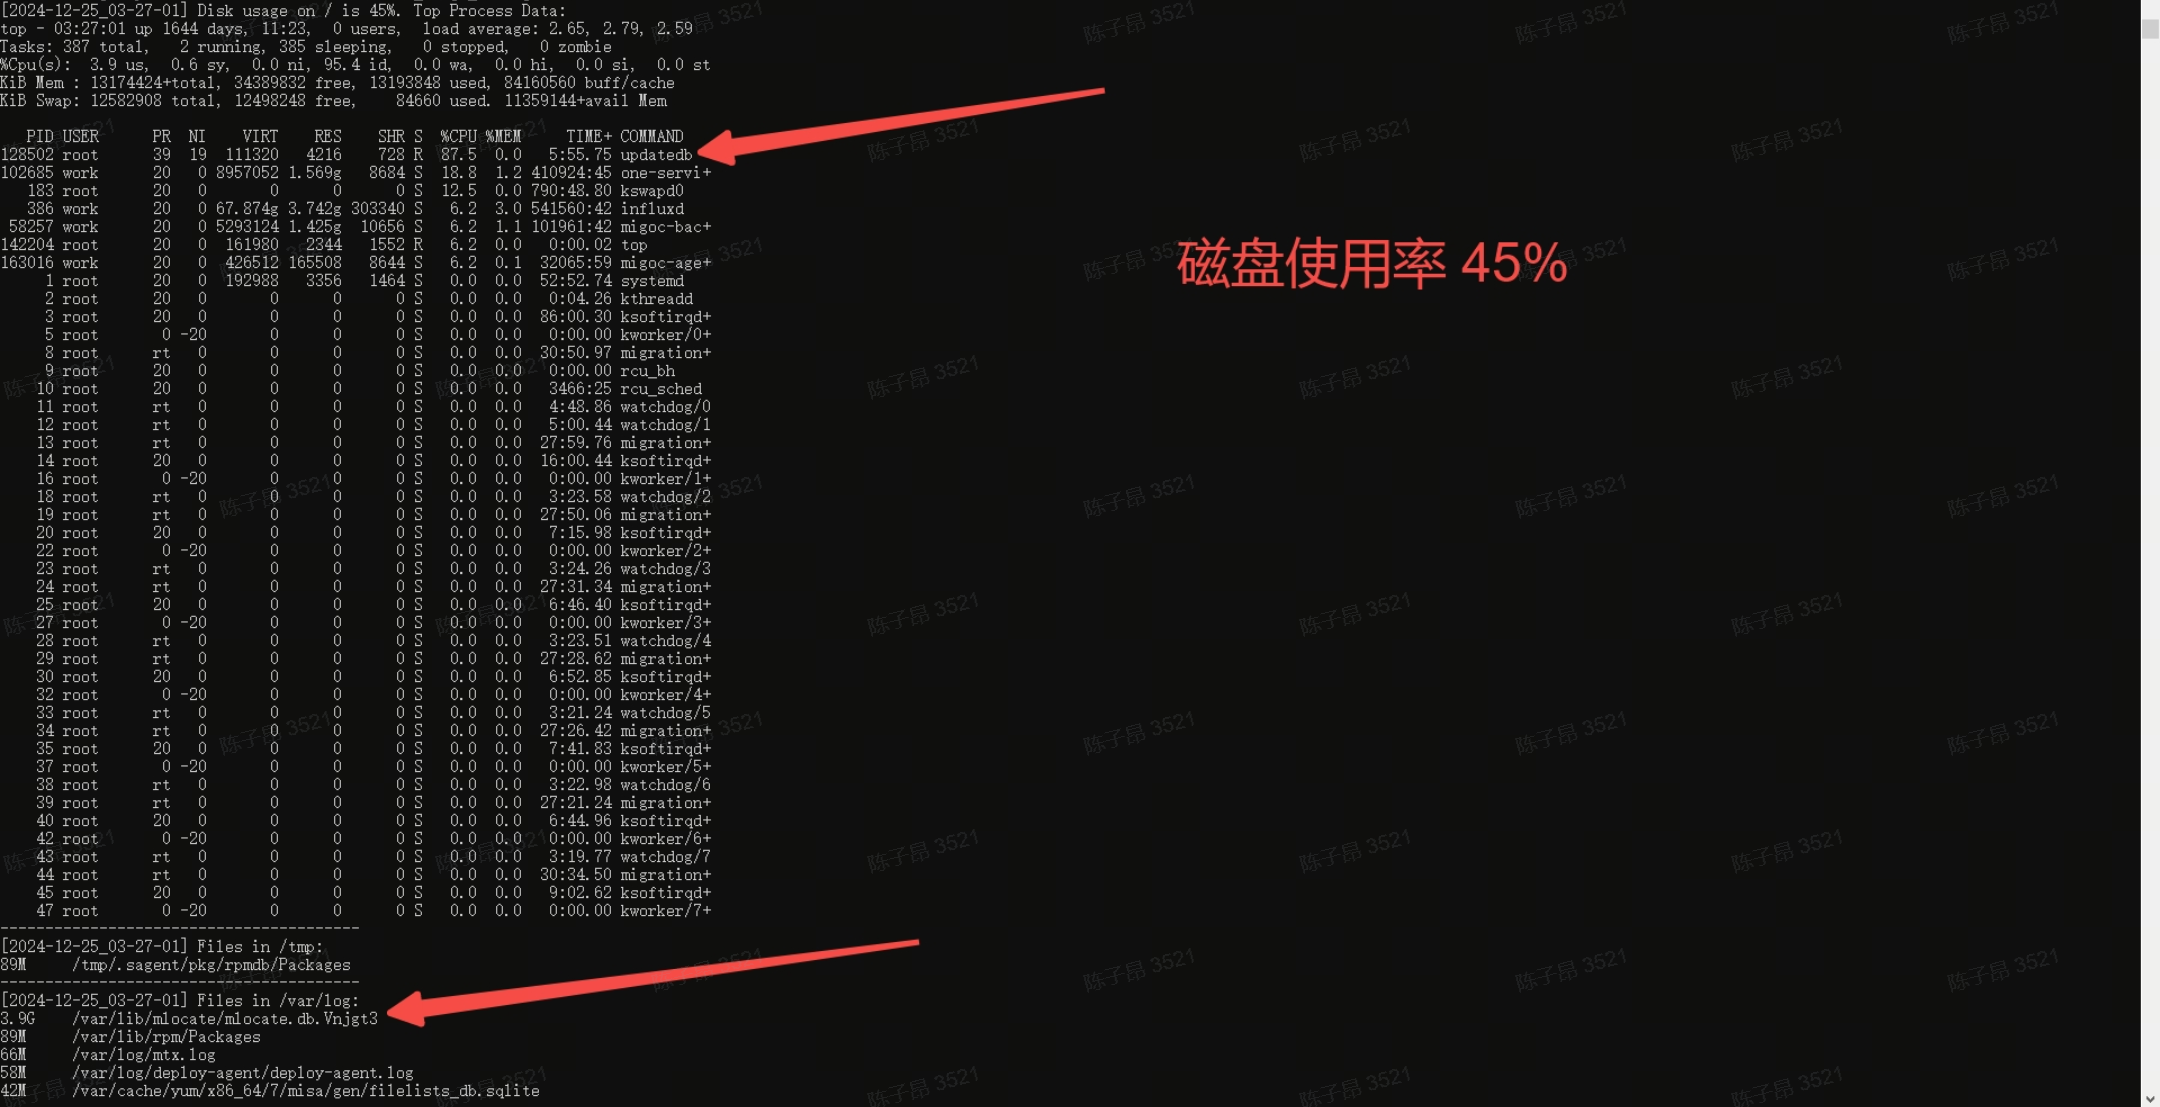 [2024-12-25_03-27-01] Disk usage on / is 45%. Top Process Data:
top - 03:27:01 up 1644 days, 11:23,  0 users,  load average: 2.65, 2.79, 2.59
Tasks: 387 total,   2 running, 385 sleeping,   0 stopped,   0 zombie
%Cpu(s):  3.9 us,  0.6 sy,  0.0 ni, 95.4 id,  0.0 wa,  0.0 hi,  0.0 si,  0.0 st
KiB Mem : 13174424+total, 34389832 free, 13193848 used, 84160560 buff/cache
KiB Swap: 12582908 total, 12498248 free,    84660 used. 11359144+avail Mem
PID USER PR NI VIRT RES SHR S %CPU %MEM TIME+ COMMAND
128502 root 39 19 111320 4216 728 R 87.5 0.0 5:55.75 updatedb
102685 work 20 0 8957052 1.569g 8684 S 18.8 1.2 410924:45 one-servi+
183 root 20 0 0 0 0 S 12.5 0.0 790:48.80 kswapd0
386 work 20 0 67.874g 3.742g 303340 S 6.2 3.0 541560:42 influxd
58257 work 20 0 5293124 1.425g 10656 S 6.2 1.1 101961:42 migoc-bac+
142204 root 20 0 161980 2344 1552 R 6.2 0.0 0:00.02 top
163016 work 20 0 426512 165508 8644 S 6.2 0.1 32065:59 migoc-age+
1 root 20 0 192988 3356 1464 S 0.0 0.0 52:52.74 systemd
2 root 20 0 0 0 0 S 0.0 0.0 0:04.26 kthreadd
3 root 20 0 0 0 0 S 0.0 0.0 86:00.30 ksoftirqd+
5 root 0 -20 0 0 0 S 0.0 0.0 0:00.00 kworker/0+
8 root rt 0 0 0 0 S 0.0 0.0 30:50.97 migration+
9 root 20 0 0 0 0 S 0.0 0.0 0:00.00 rcu_bh
10 root 20 0 0 0 0 S 0.0 0.0 3466:25 rcu_sched
11 root rt 0 0 0 0 S 0.0 0.0 4:48.86 watchdog/0
12 root rt 0 0 0 0 S 0.0 0.0 5:00.44 watchdog/1
13 root rt 0 0 0 0 S 0.0 0.0 27:59.76 migration+
14 root 20 0 0 0 0 S 0.0 0.0 16:00.44 ksoftirqd+
16 root 0 -20 0 0 0 S 0.0 0.0 0:00.00 kworker/1+
18 root rt 0 0 0 0 S 0.0 0.0 3:23.58 watchdog/2
19 root rt 0 0 0 0 S 0.0 0.0 27:50.06 migration+
20 root 20 0 0 0 0 S 0.0 0.0 7:15.98 ksoftirqd+
22 root 0 -20 0 0 0 S 0.0 0.0 0:00.00 kworker/2+
23 root rt 0 0 0 0 S 0.0 0.0 3:24.26 watchdog/3
24 root rt 0 0 0 0 S 0.0 0.0 27:31.34 migration+
25 root 20 0 0 0 0 S 0.0 0.0 6:46.40 ksoftirqd+
27 root 0 -20 0 0 0 S 0.0 0.0 0:00.00 kworker/3+
28 root rt 0 0 0 0 S 0.0 0.0 3:23.51 watchdog/4
29 root rt 0 0 0 0 S 0.0 0.0 27:28.62 migration+
30 root 20 0 0 0 0 S 0.0 0.0 6:52.85 ksoftirqd+
32 root 0 -20 0 0 0 S 0.0 0.0 0:00.00 kworker/4+
33 root rt 0 0 0 0 S 0.0 0.0 3:21.24 watchdog/5
34 root rt 0 0 0 0 S 0.0 0.0 27:26.42 migration+
35 root 20 0 0 0 0 S 0.0 0.0 7:41.83 ksoftirqd+
37 root 0 -20 0 0 0 S 0.0 0.0 0:00.00 kworker/5+
38 root rt 0 0 0 0 S 0.0 0.0 3:22.98 watchdog/6
39 root rt 0 0 0 0 S 0.0 0.0 27:21.24 migration+
40 root 20 0 0 0 0 S 0.0 0.0 6:44.96 ksoftirqd+
42 root 0 -20 0 0 0 S 0.0 0.0 0:00.00 kworker/6+
43 root rt 0 0 0 0 S 0.0 0.0 3:19.77 watchdog/7
44 root rt 0 0 0 0 S 0.0 0.0 30:34.50 migration+
45 root 20 0 0 0 0 S 0.0 0.0 9:02.62 ksoftirqd+
47 root 0 -20 0 0 0 S 0.0 0.0 0:00.00 kworker/7+
----------------------------------------
[2024-12-25_03-27-01] Files in /tmp:
89M     /tmp/.sagent/pkg/rpmdb/Packages
----------------------------------------
[2024-12-25_03-27-01] Files in /var/log:
3.9G    /var/lib/mlocate/mlocate.db.Vnjgt3
89M     /var/lib/rpm/Packages
66M     /var/log/mtx.log
58M     /var/log/deploy-agent/deploy-agent.log
42M     /var/cache/yum/x86_64/7/misa/gen/filelists_db.sqlite
磁盘使用率 45%
陈子昂 3521